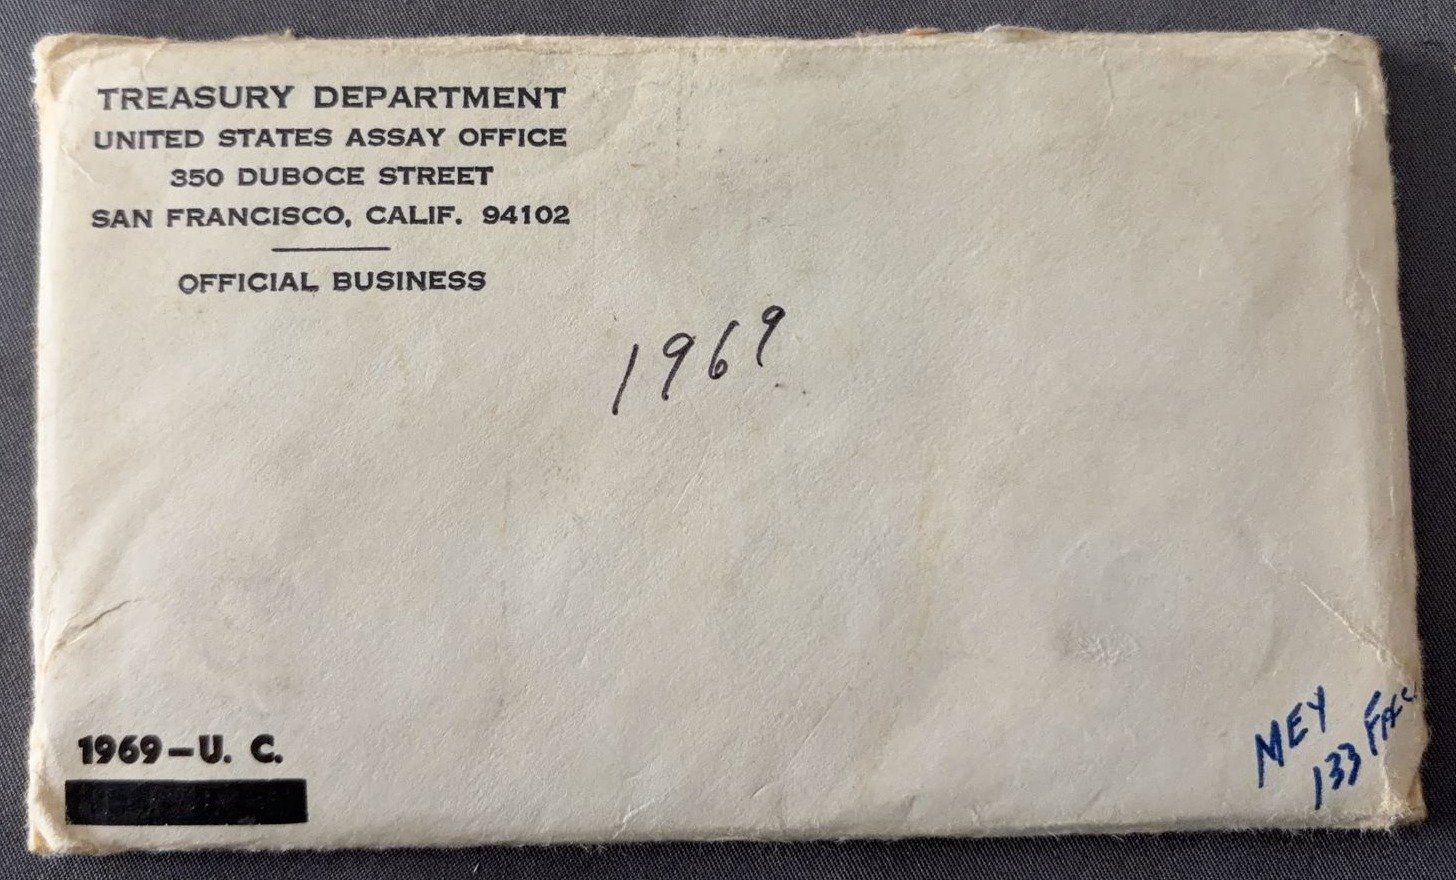 TREASURY DEPARTMENT
UNITED STATES ASSAY OFFICE
350 DUBOCE STREET
SAN FRANCISCO, CALIF. 94102
OFFICIAL BUSINESS
1969
1969-U. C.
MEY
133